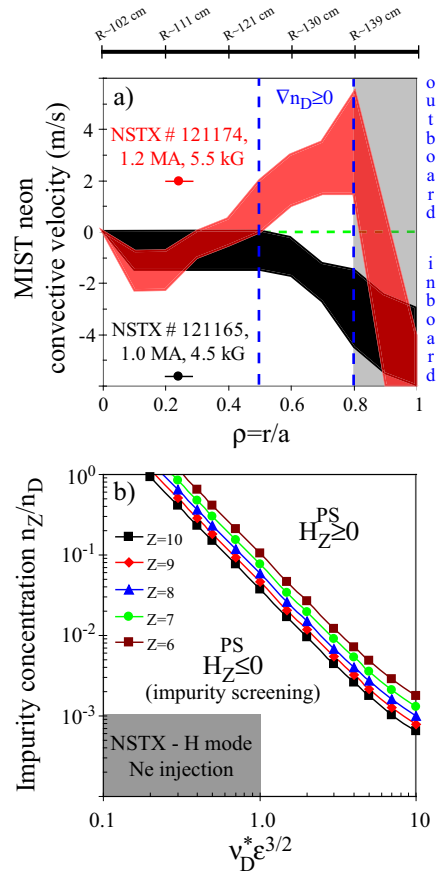 R~102 cm
R~111 cm
R~121 cm
R~130 cm
R~139 cm
a)
∇n_D≥0
NSTX # 121174,
1.2 MA, 5.5 kG
NSTX # 121165,
1.0 MA, 4.5 kG
MIST neon
convective velocity (m/s)
4
2
0
-2
-4
0
0.2
0.4
0.6
0.8
1
ρ=r/a
outboard
inboard
b)
H_Z^PS≥0
Z=10
Z=9
Z=8
Z=7
Z=6
H_Z^PS≤0
(impurity screening)
NSTX - H mode
Ne injection
Impurity concentration n_Z/n_D
10^0
10^-1
10^-2
10^-3
0.1
1.0
10
ν_D^* ε^3/2